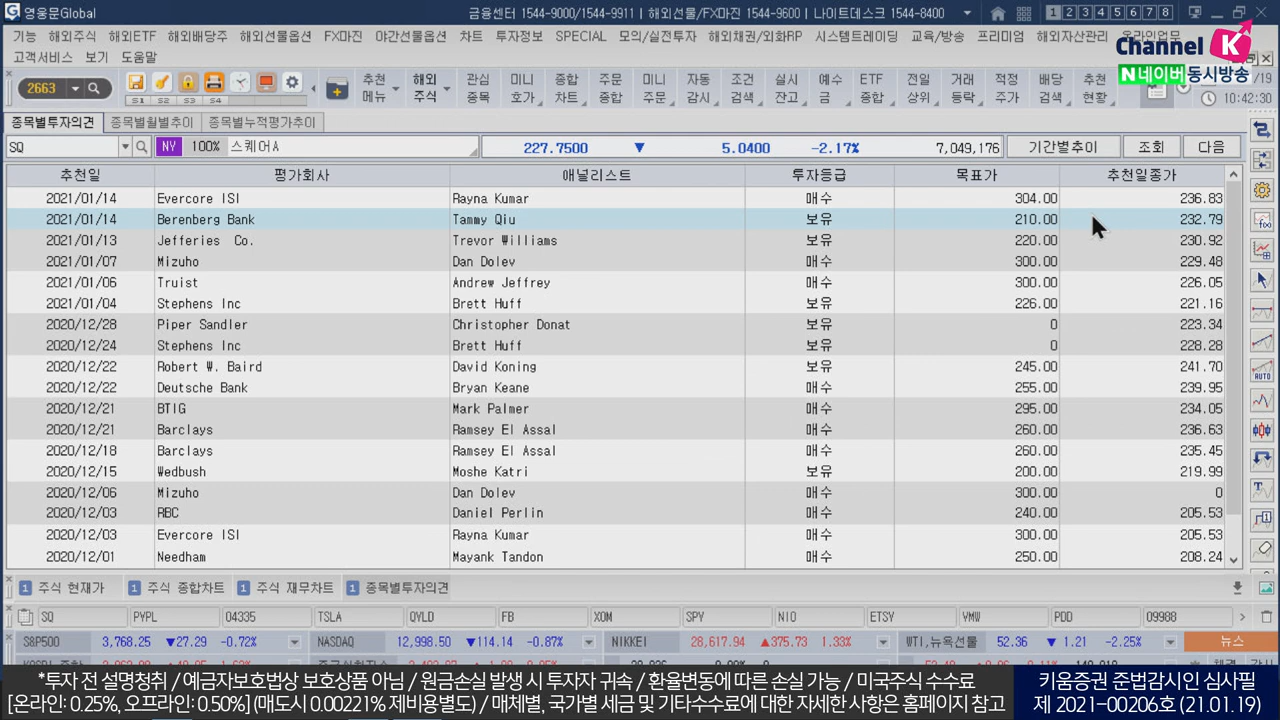 영웅문Global 금융센터 1544-9000/1544-9911 | 해외선물/FX마진 1544-9600 | 나이트데스크 1544-8400 1 2 3 4 5 6 7 8
기능 해외주식 해외ETF 해외배당주 해외선물옵션 FX마진 야간선물옵션 차트 투자정보 SPECIAL 모의/실전투자 해외채권/외화RP 시스템트레이딩 교육/방송 프리미엄 해외자산관리 온라인업무
고객서비스 보기 도움말
Channel K
N네이버동시방송
2663 S1 S2 S3 S4 추천메뉴 해외주식 관심종목 미니호가 종합차트 주문종합 미니주문 자동감시 조건검색 실시잔고 예수금 ETF종합 전일상위 거래등락 적정주가 배당검색 추천현황 10:42:30
종목별투자의견 종목별월별추이 종목별누적평가추이
SQ NY 100% 스퀘어A 227.7500 ▼ 5.0400 -2.17% 7,049,176 기간별추이 조회 다음
추천일 평가회사 애널리스트 투자등급 목표가 추천일종가
2021/01/14 Evercore ISI Rayna Kumar 매수 304.00 236.83
2021/01/14 Berenberg Bank Tammy Qiu 보유 210.00 232.79
2021/01/13 Jefferies Co. Trevor Williams 보유 220.00 230.92
2021/01/07 Mizuho Dan Dolev 매수 300.00 229.48
2021/01/06 Truist Andrew Jeffrey 매수 300.00 226.05
2021/01/04 Stephens Inc Brett Huff 보유 226.00 221.16
2020/12/28 Piper Sandler Christopher Donat 보유 0 223.34
2020/12/24 Stephens Inc Brett Huff 보유 0 228.28
2020/12/22 Robert W. Baird David Koning 보유 245.00 241.70
2020/12/22 Deutsche Bank Bryan Keane 매수 255.00 239.95
2020/12/21 BTIG Mark Palmer 매수 295.00 234.05
2020/12/21 Barclays Ramsey El Assal 매수 260.00 236.63
2020/12/18 Barclays Ramsey El Assal 매수 260.00 235.45
2020/12/15 Wedbush Moshe Katri 보유 200.00 219.99
2020/12/06 Mizuho Dan Dolev 매수 300.00 0
2020/12/03 RBC Daniel Perlin 매수 240.00 205.53
2020/12/03 Evercore ISI Rayna Kumar 매수 300.00 205.53
2020/12/01 Needham Mayank Tandon 매수 250.00 208.24
1 주식 현재가 1 주식 종합차트 1 주식 재무차트 1 종목별투자의견
SQ PYPL 04335 TSLA QYLD FB XOM SPY NIO ETSY YMW PDD 09988
S&P500 3,768.25 ▼27.29 -0.72% NASDAQ 12,998.50 ▼114.14 -0.87% NIKKEI 28,617.94 ▲375.73 1.33% WTI,뉴욕선물 52.36 ▼ 1.21 -2.25% 뉴스
*투자 전 설명청취 / 예금자보호법상 보호상품 아님 / 원금손실 발생 시 투자자 귀속 / 환율변동에 따른 손실 가능 / 미국주식 수수료
[온라인: 0.25%, 오프라인: 0.50%] (매도시 0.00221% 제비용별도) / 매체별, 국가별 세금 및 기타수수료에 대한 자세한 사항은 홈페이지 참고
키움증권 준법감시인 심사필
제 2021-00206호 (21.01.19)